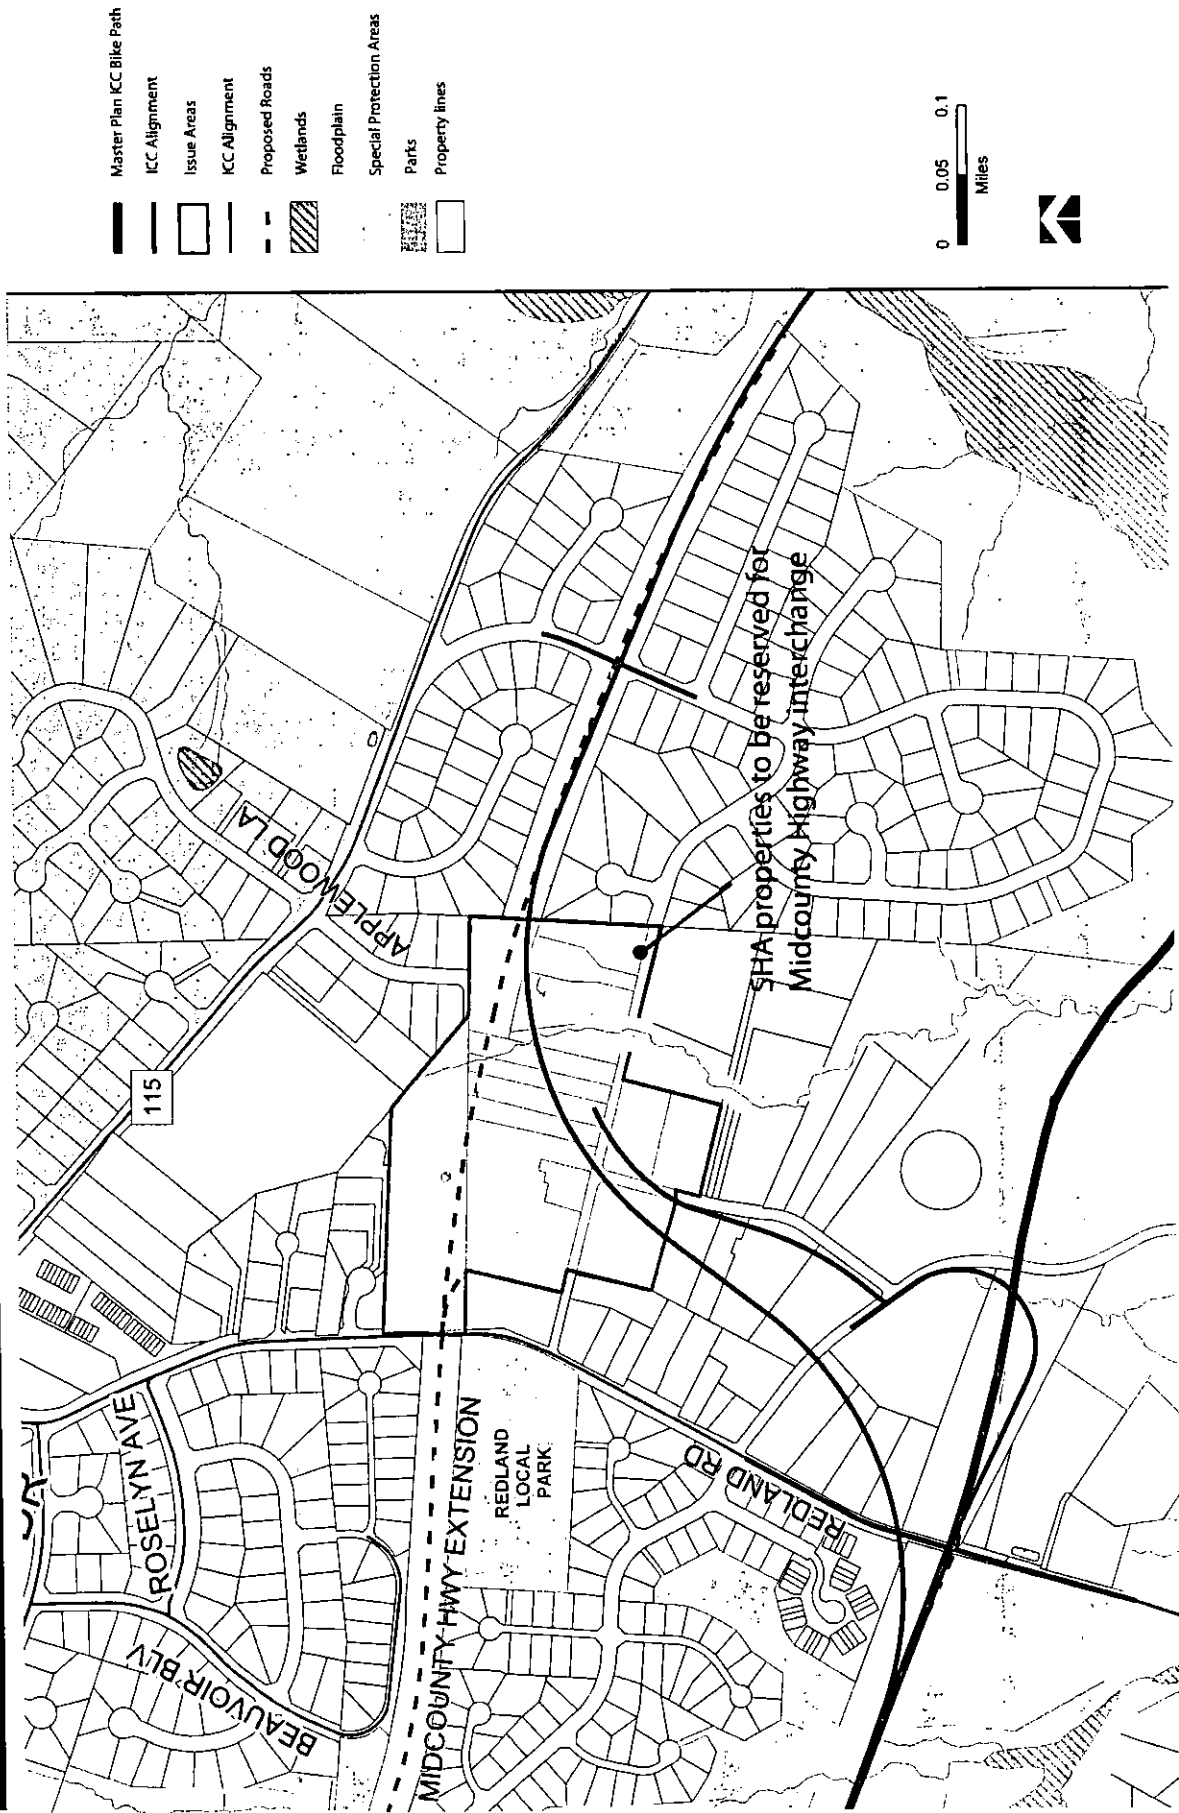 Master Plan ICC Bike Path
ICC Alignment
Issue Areas
ICC Alignment
Proposed Roads
Wetlands
Floodplain
Special Protection Areas
Parks
Property lines
0 0.05 0.1
Miles
115
APPLEWOOD LA
ROSELYN AVE
BEAUVOIR BLV
MIDCOUNTY HWY EXTENSION
REDLAND
LOCAL
PARK
REDLAND RD
SHA properties to be reserved for
Midcounty Highway interchange